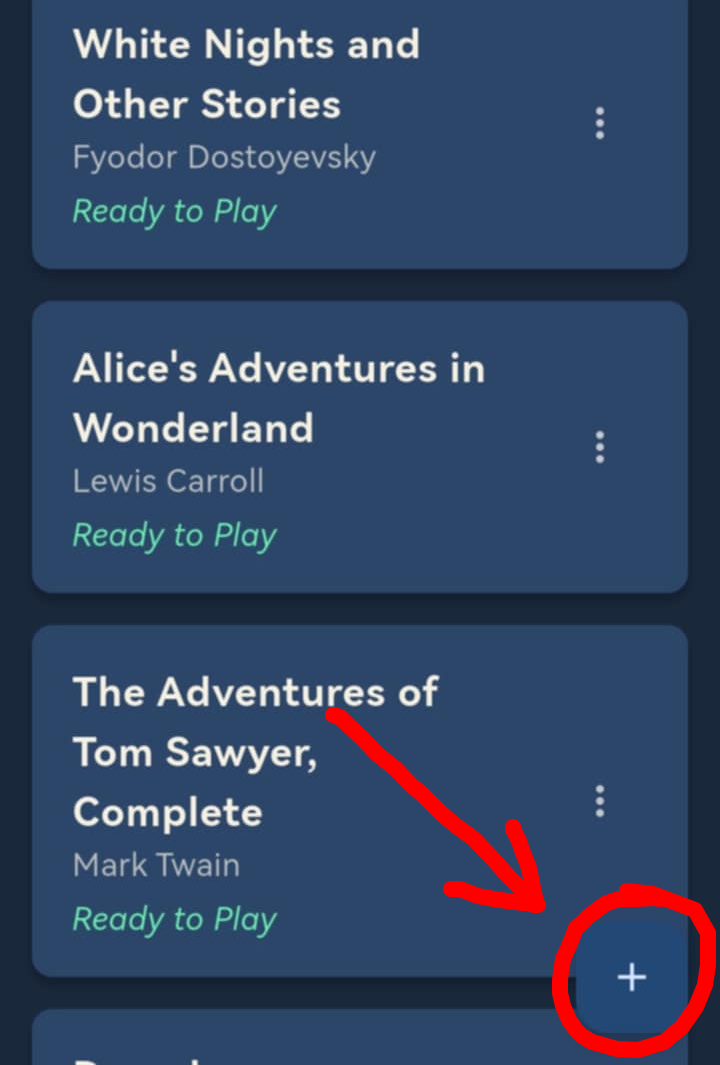 White Nights and
Other Stories
Fyodor Dostoyevsky
Ready to Play
Alice's Adventures in
Wonderland
Lewis Carroll
Ready to Play
The Adventures of
Tom Sawyer,
Complete
Mark Twain
Ready to Play
+